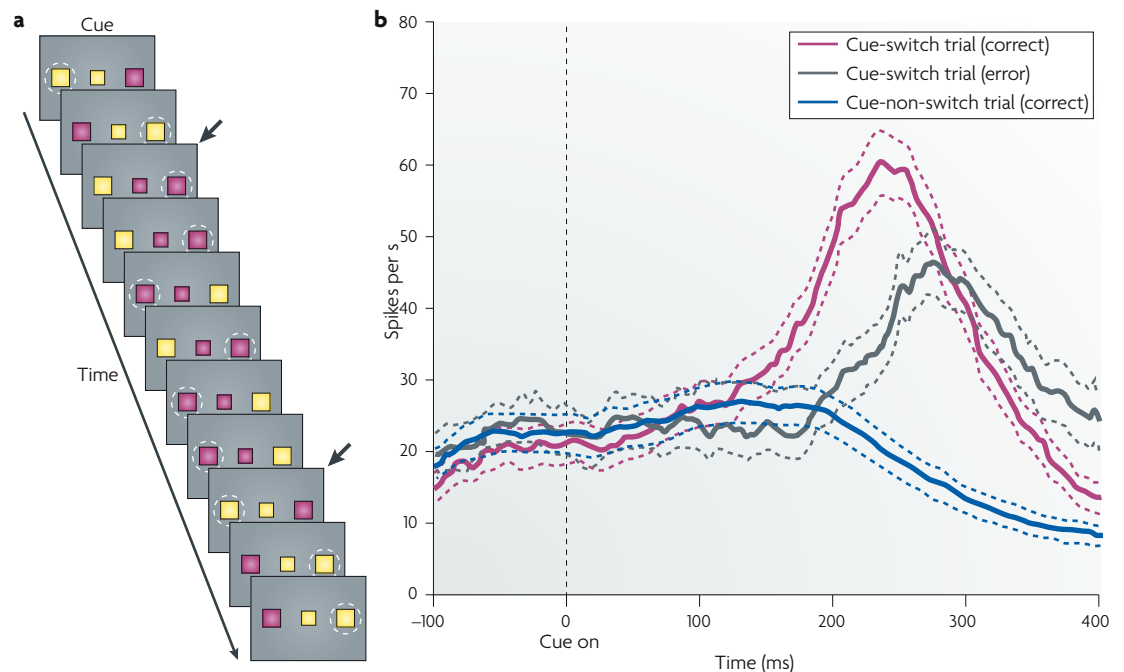 a
Cue
Time
b
80
70
60
50
40
30
20
10
0
Spikes per s
Cue-switch trial (correct)
Cue-switch trial (error)
Cue-non-switch trial (correct)
–100
0
100
200
300
400
Cue on
Time (ms)